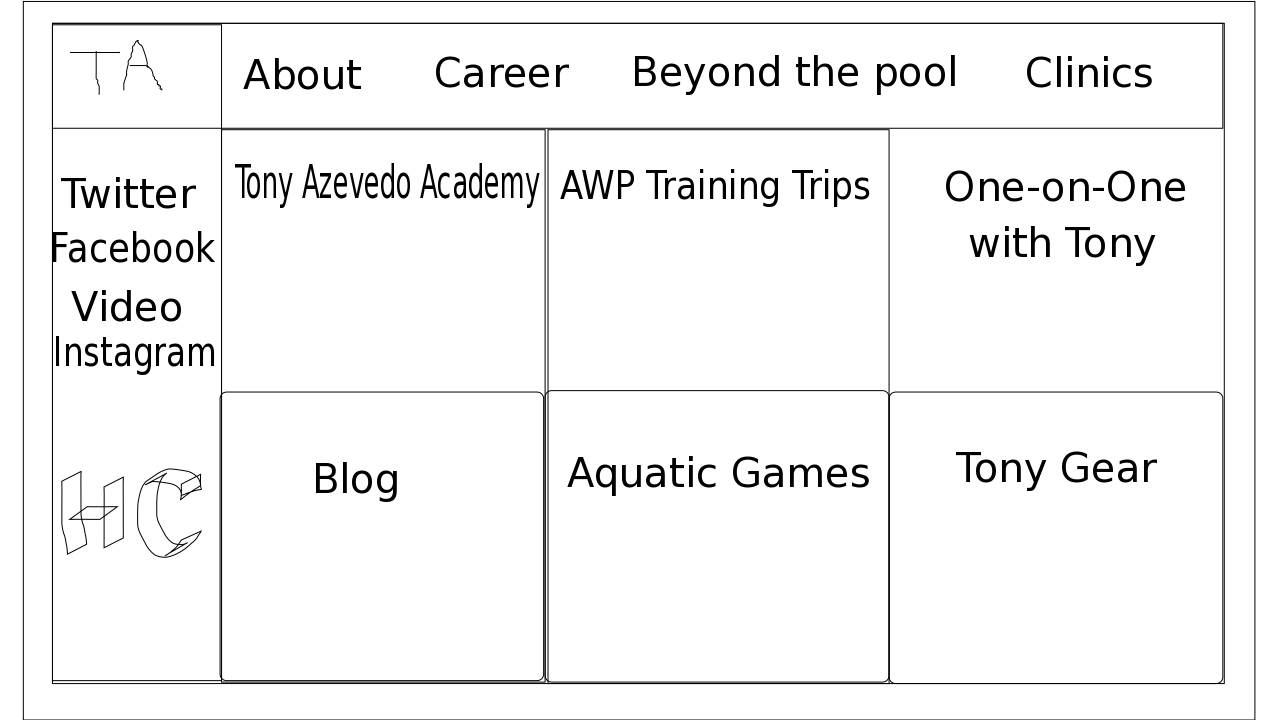 TA
About Career Beyond the pool Clinics
Twitter
Facebook
Video
Instagram
HC
Tony Azevedo Academy
AWP Training Trips
One-on-One
with Tony
Blog
Aquatic Games
Tony Gear